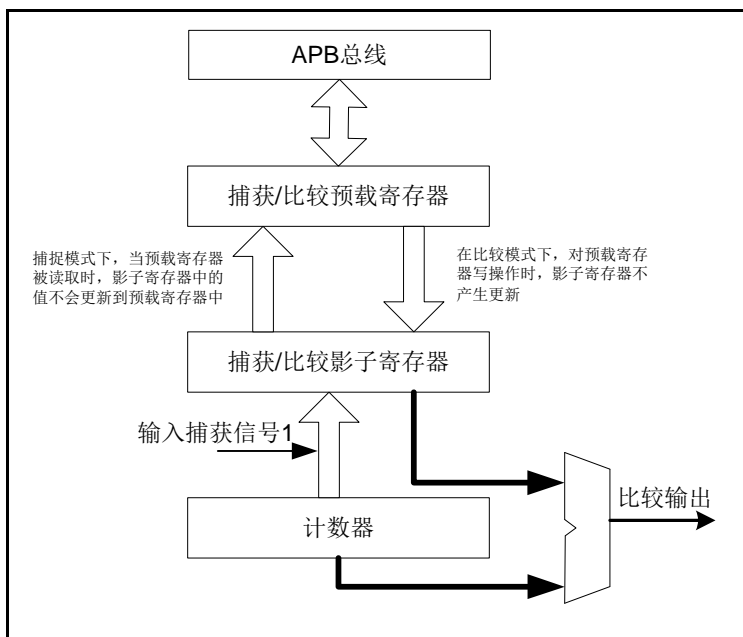 APB总线
捕获/比较预载寄存器
捕捉模式下，当预载寄存器
被读取时，影子寄存器中的
值不会更新到预载寄存器中
在比较模式下，对预载寄存
器写操作时，影子寄存器不
产生更新
捕获/比较影子寄存器
输入捕获信号1
计数器
比较输出